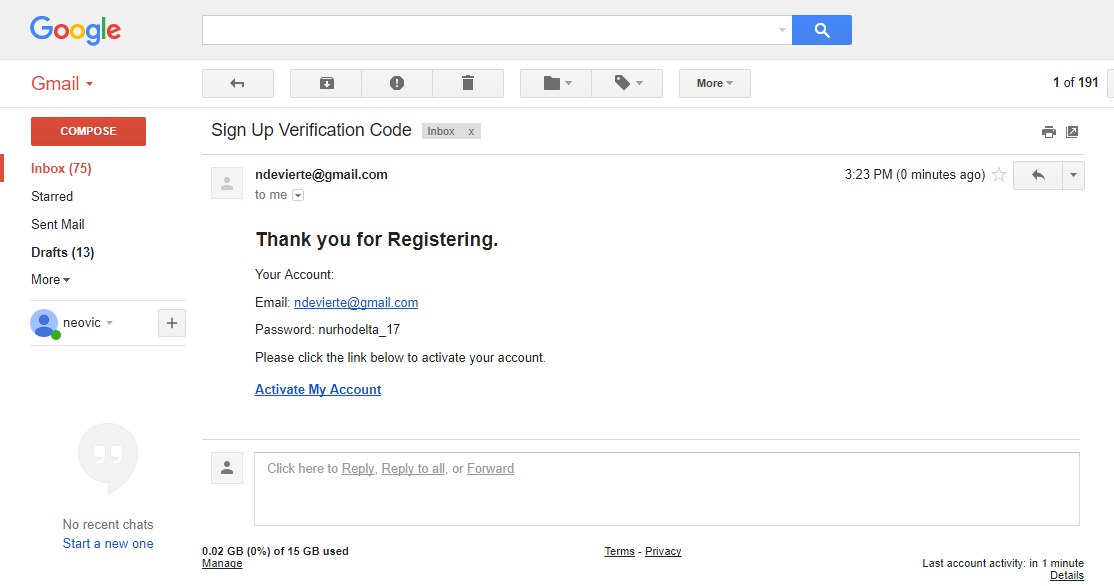 Google
Gmail
More
1 of 191
COMPOSE
Sign Up Verification Code Inbox x
Inbox (75)
Starred
Sent Mail
Drafts (13)
More
neovic
ndevierte@gmail.com 3:23 PM (0 minutes ago)
to me
Thank you for Registering.
Your Account:
Email: ndevierte@gmail.com
Password: nurhodelta_17
Please click the link below to activate your account.
Activate My Account
Click here to Reply, Reply to all, or Forward
No recent chats
Start a new one
0.02 GB (0%) of 15 GB used
Manage
Terms - Privacy
Last account activity: in 1 minute
Details